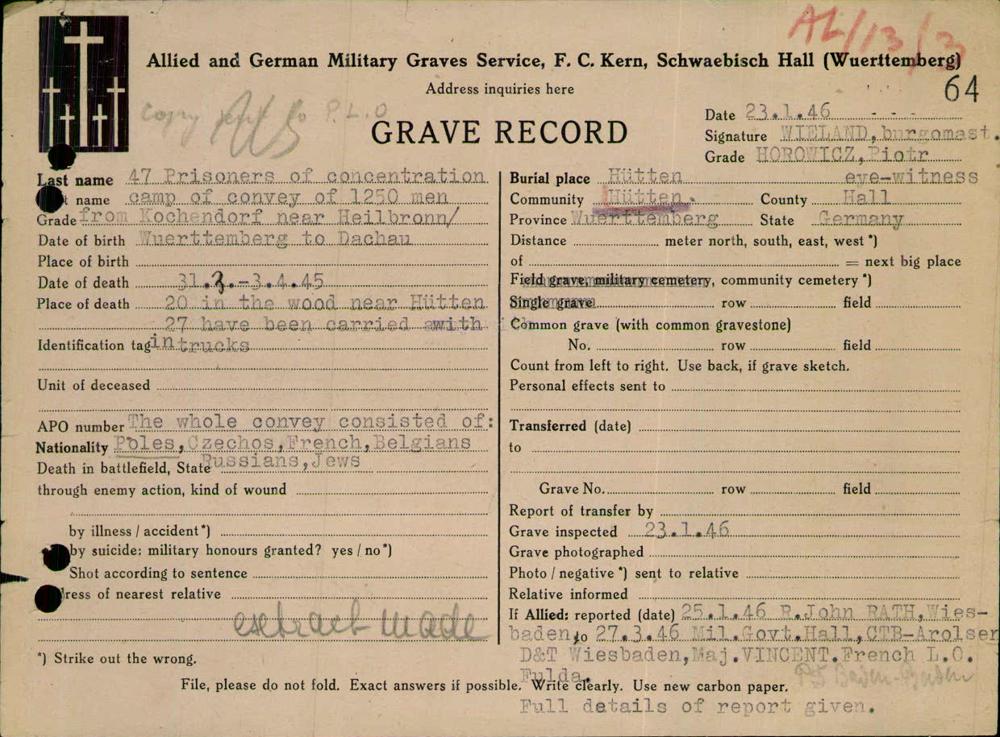 AL/13/3
Allied and German Military Graves Service, F. C. Kern, Schwaebisch Hall (Wuerttemberg)
Address inquiries here
64
Copy sent to P.L.O
GRAVE RECORD
Date 23.1.46
Signature WIELAND,burgomast.
Grade HOROWICZ,Piotr
Last name 47 Prisoners of concentration
t name camp of convey of 1250 men
Grade from Kochendorf near Heilbronn/
Date of birth Wuerttemberg to Dachau
Place of birth
Date of death 31.3.-3.4.45
Place of death 20 in the wood near Hütten
27 have been carried with
Identification tag in trucks
Unit of deceased
APO number The whole convey consisted of:
Nationality Poles,Czechos,French,Belgians
Death in battlefield, State Russians,Jews
through enemy action, kind of wound
by illness / accident*)
by suicide: military honours granted? yes / no*)
Shot according to sentence
ress of nearest relative
extract made
*) Strike out the wrong.
Burial place Hütten eye-witness
Community Hütten. County Hall
Province Wuerttemberg State Germany
Distance meter north, south, east, west *)
of = next big place
Field grave, military cemetery, community cemetery *)
Single grave row field
Common grave (with common gravestone)
No. row field
Count from left to right. Use back, if grave sketch.
Personal effects sent to
Transferred (date)
to
Grave No. row field
Report of transfer by
Grave inspected 23.1.46
Grave photographed
Photo / negative *) sent to relative
Relative informed
If Allied: reported (date) 25.1.46 R.John RATH,Wies-
baden, to 27.3.46 Mil.Govt.Hall,CTB-Arolsen
D&T Wiesbaden,Maj.VINCENT.French L.O.
Fulda. Baden-Baden
File, please do not fold. Exact answers if possible. Write clearly. Use new carbon paper.
Full details of report given.